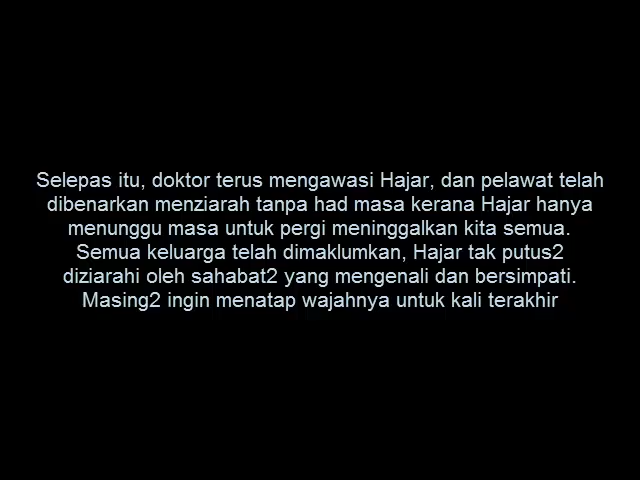 Selepas itu, doktor terus mengawasi Hajar, dan pelawat telah
dibenarkan menziarah tanpa had masa kerana Hajar hanya
menunggu masa untuk pergi meninggalkan kita semua.
Semua keluarga telah dimaklumkan, Hajar tak putus2
diziarahi oleh sahabat2 yang mengenali dan bersimpati.
Masing2 ingin menatap wajahnya untuk kali terakhir